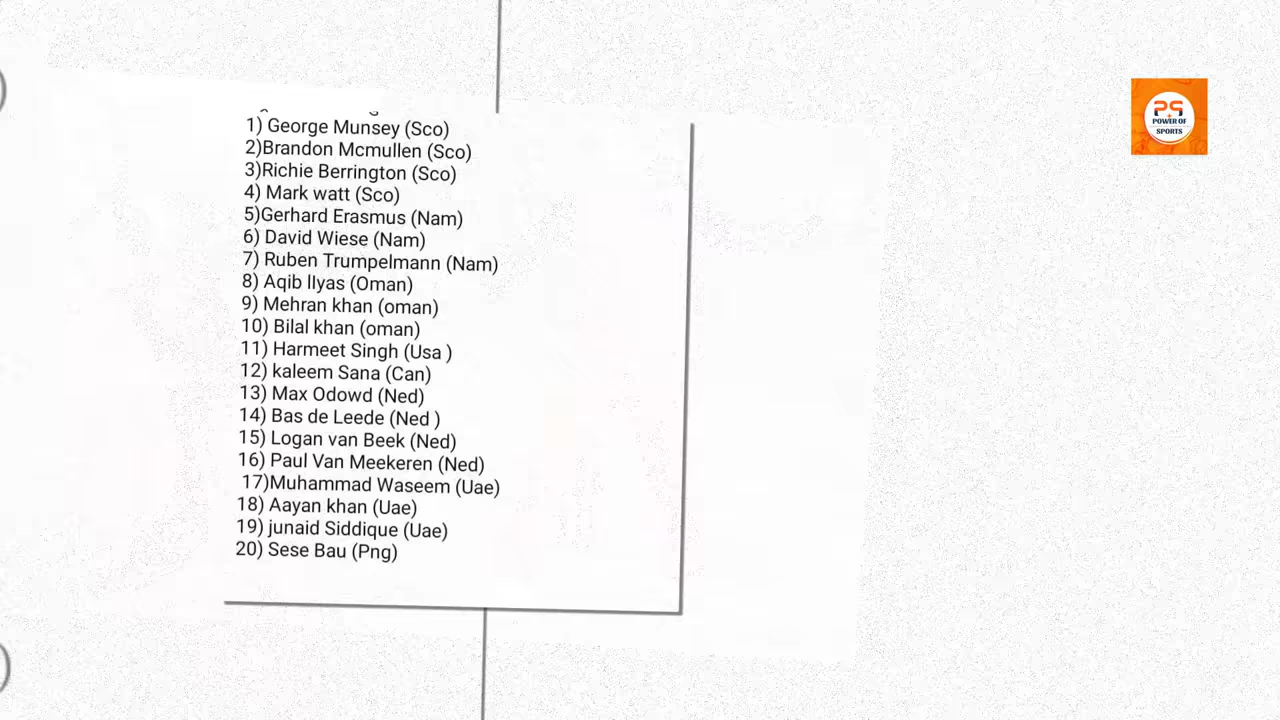 1) George Munsey (Sco)
2)Brandon Mcmullen (Sco)
3)Richie Berrington (Sco)
4) Mark watt (Sco)
5)Gerhard Erasmus (Nam)
6) David Wiese (Nam)
7) Ruben Trumpelmann (Nam)
8) Aqib Ilyas (Oman)
9) Mehran khan (oman)
10) Bilal khan (oman)
11) Harmeet Singh (Usa )
12) kaleem Sana (Can)
13) Max Odowd (Ned)
14) Bas de Leede (Ned )
15) Logan van Beek (Ned)
16) Paul Van Meekeren (Ned)
17)Muhammad Waseem (Uae)
18) Aayan khan (Uae)
19) junaid Siddique (Uae)
20) Sese Bau (Png)
PS
POWER OF
SPORTS